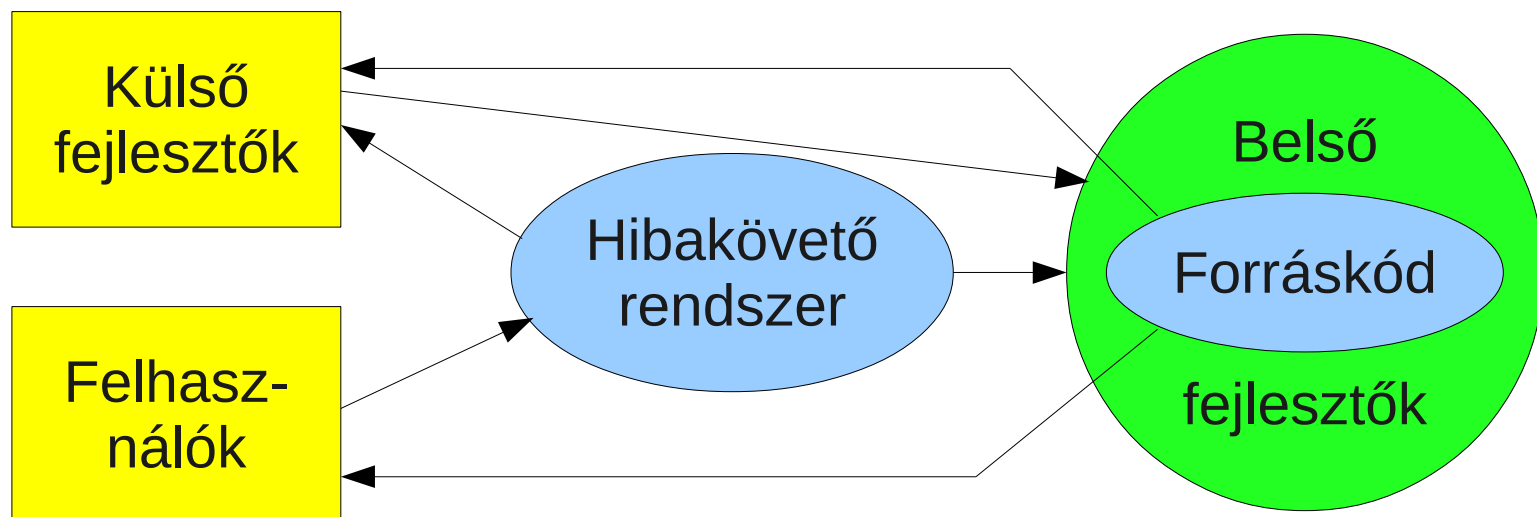 Külső
fejlesztők
Hibakövető
rendszer
Felhasz-
nálók
Belső
Forráskód
fejlesztők